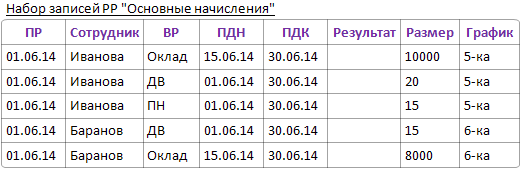 Набор записей РР "Основные начисления"
ПР Сотрудник ВР ПДН ПДК Результат Размер График
01.06.14 Иванова Оклад 15.06.14 30.06.14 10000 5-ка
01.06.14 Иванова ДВ 01.06.14 30.06.14 20 5-ка
01.06.14 Иванова ПН 01.06.14 30.06.14 15 5-ка
01.06.14 Баранов ДВ 01.06.14 30.06.14 15 6-ка
01.06.14 Баранов Оклад 15.06.14 30.06.14 8000 6-ка